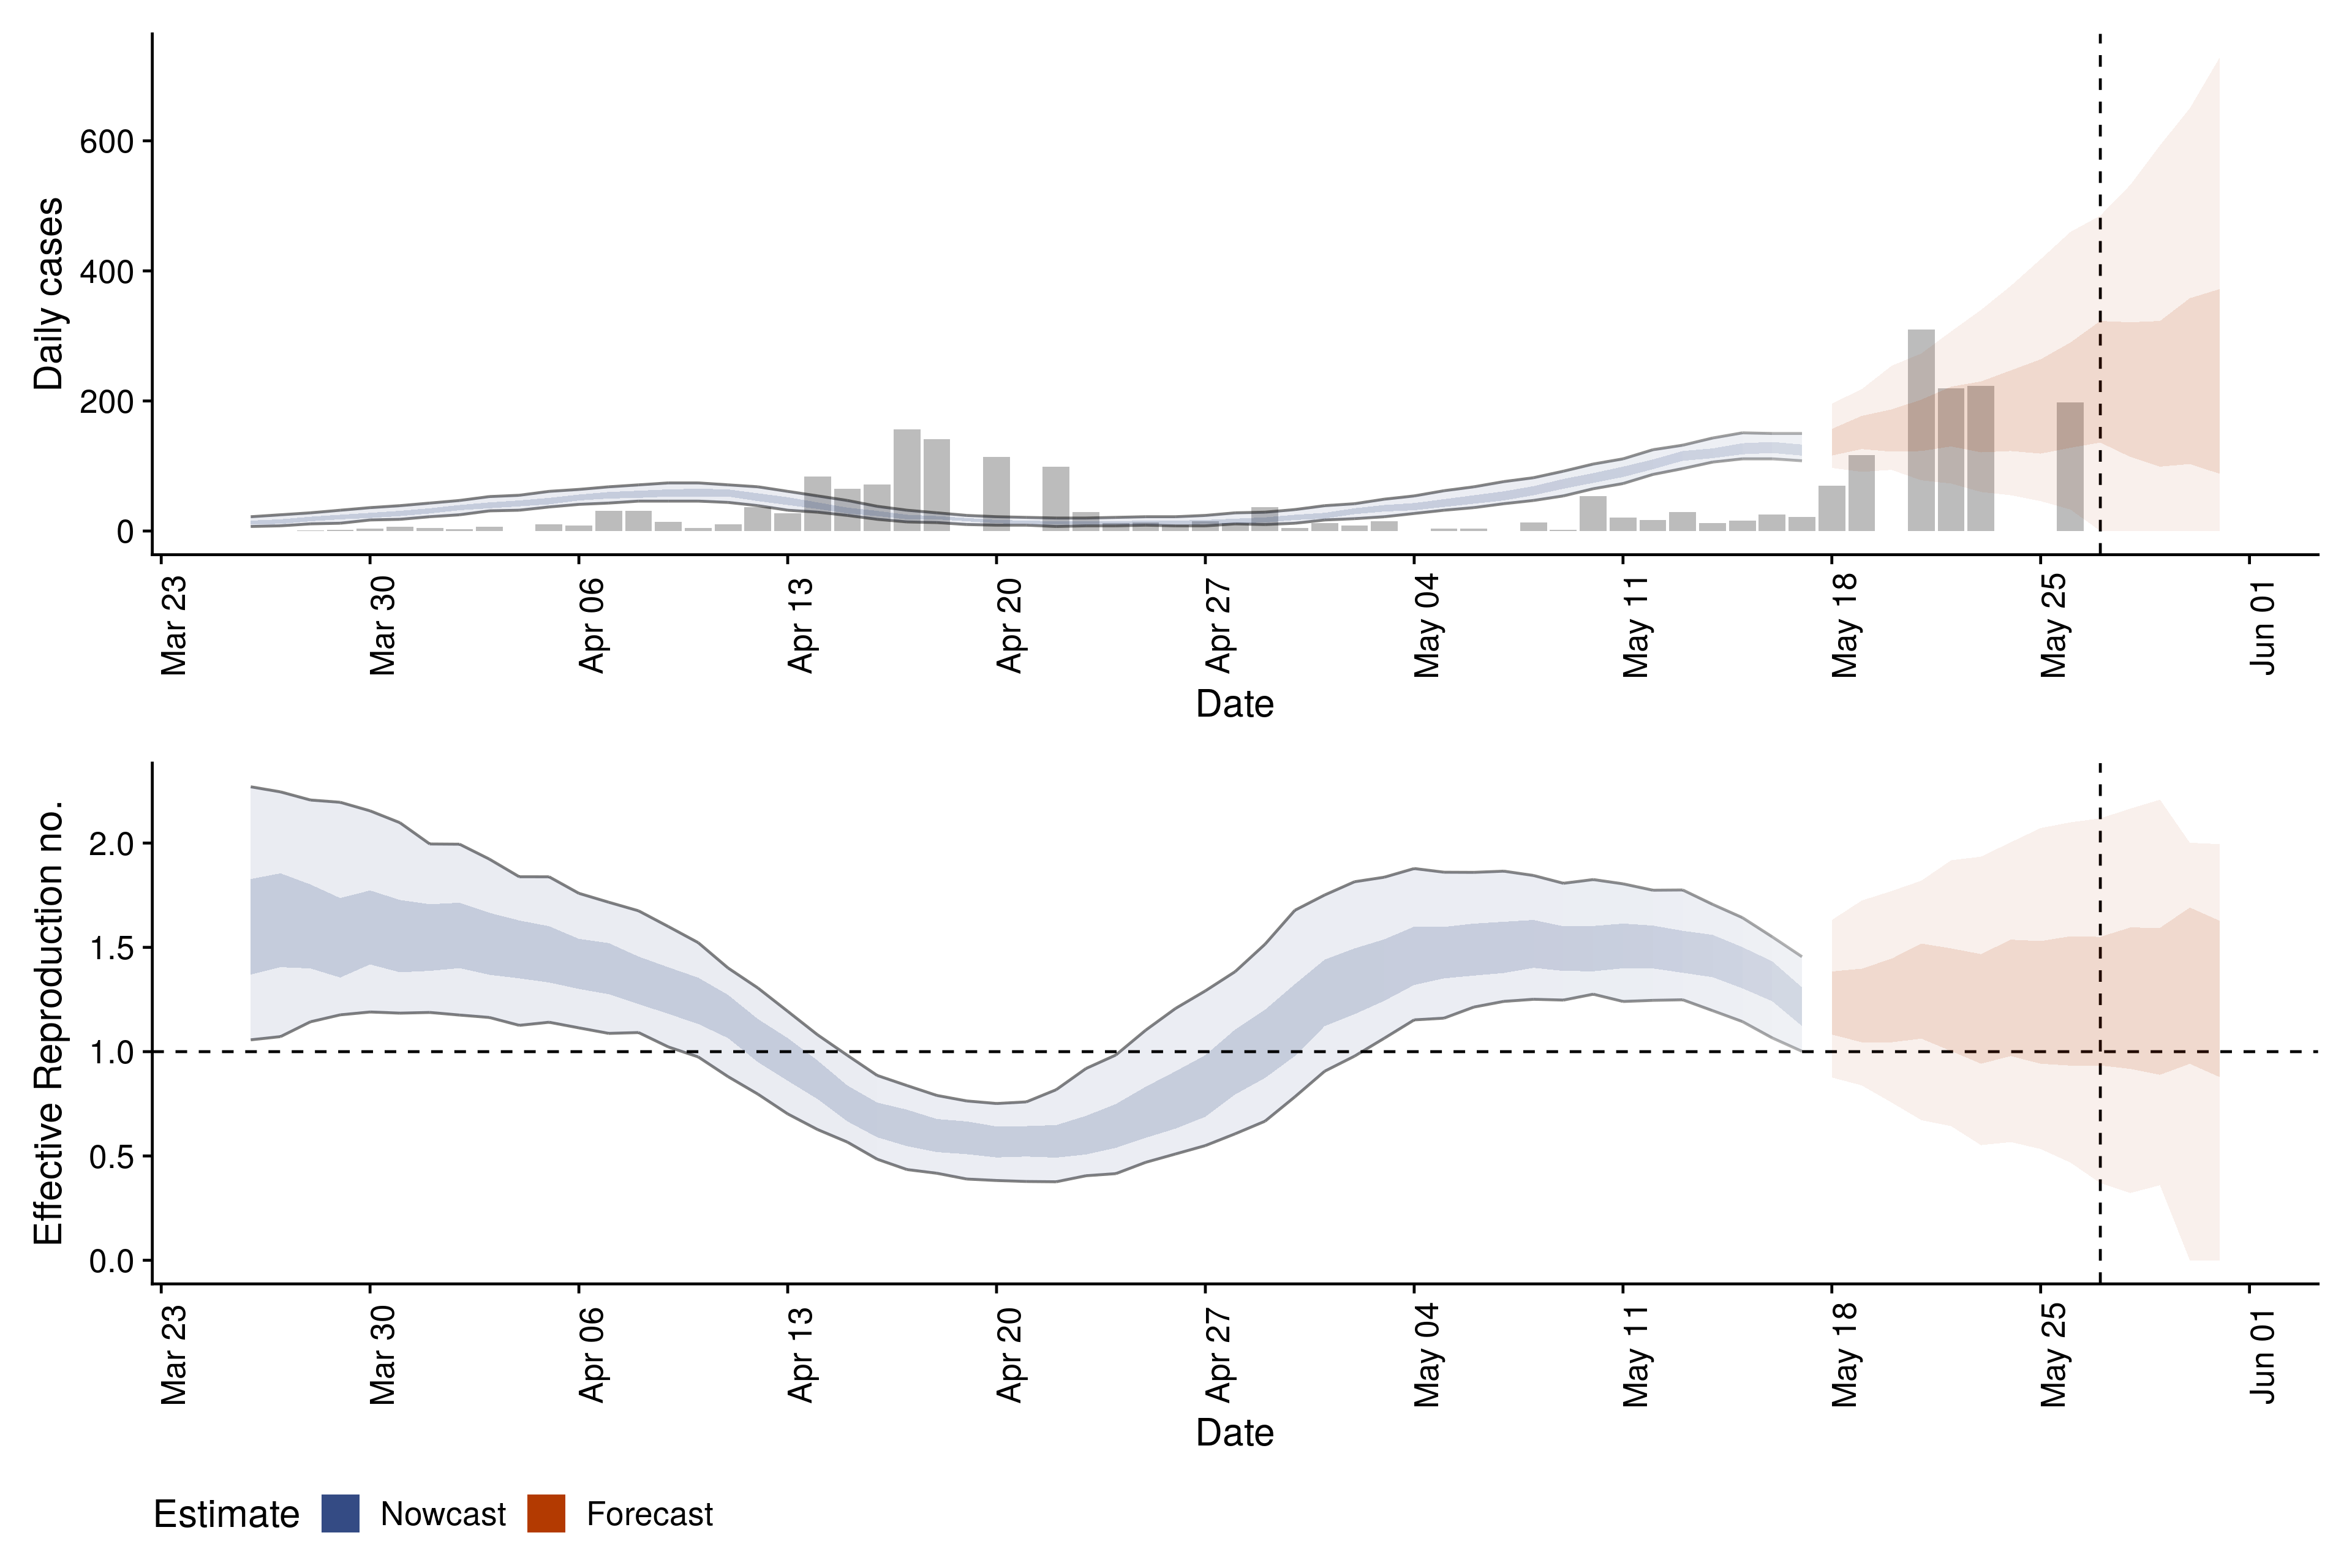 Daily cases
600
400
200
0
Mar 23
Mar 30
Apr 06
Apr 13
Apr 20
Apr 27
May 04
May 11
May 18
May 25
Jun 01
Date
Effective Reproduction no.
2.0
1.5
1.0
0.5
0.0
Mar 23
Mar 30
Apr 06
Apr 13
Apr 20
Apr 27
May 04
May 11
May 18
May 25
Jun 01
Date
Estimate Nowcast Forecast